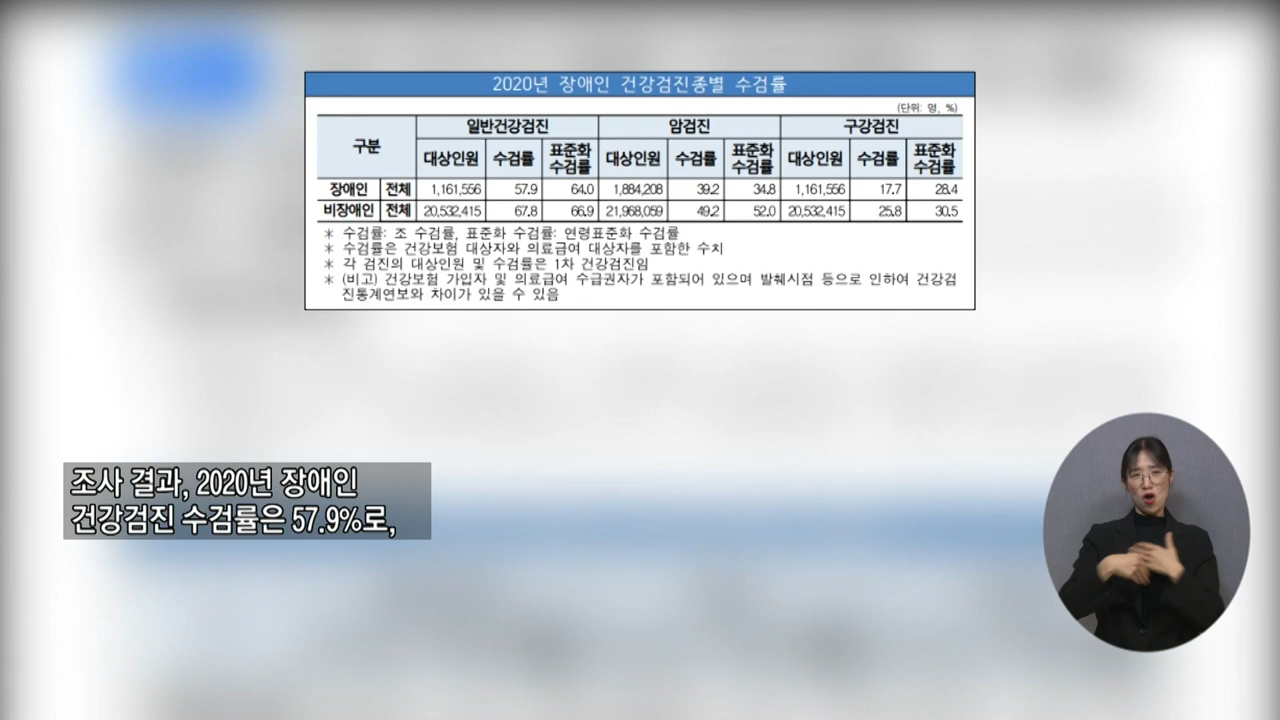 2020년 장애인 건강검진종별 수검률
(단위: 명, %)
구분 일반건강검진 암검진 구강검진
대상인원 수검률 표준화 수검률 대상인원 수검률 표준화 수검률 대상인원 수검률 표준화 수검률
장애인 전체 1,161,556 57.9 64.0 1,884,208 39.2 34.8 1,161,556 17.7 28.4
비장애인 전체 20,532,415 67.8 66.9 21,968,059 49.2 52.0 20,532,415 25.8 30.5
* 수검률: 조 수검률, 표준화 수검률: 연령표준화 수검률
* 수검률은 건강보험 대상자와 의료급여 대상자를 포함한 수치
* 각 검진의 대상인원 및 수검률은 1차 건강검진임
* (비고) 건강보험 가입자 및 의료급여 수급권자가 포함되어 있으며 발췌시점 등으로 인하여 건강검
진통계연보와 차이가 있을 수 있음
조사 결과, 2020년 장애인
건강검진 수검률은 57.9%로,